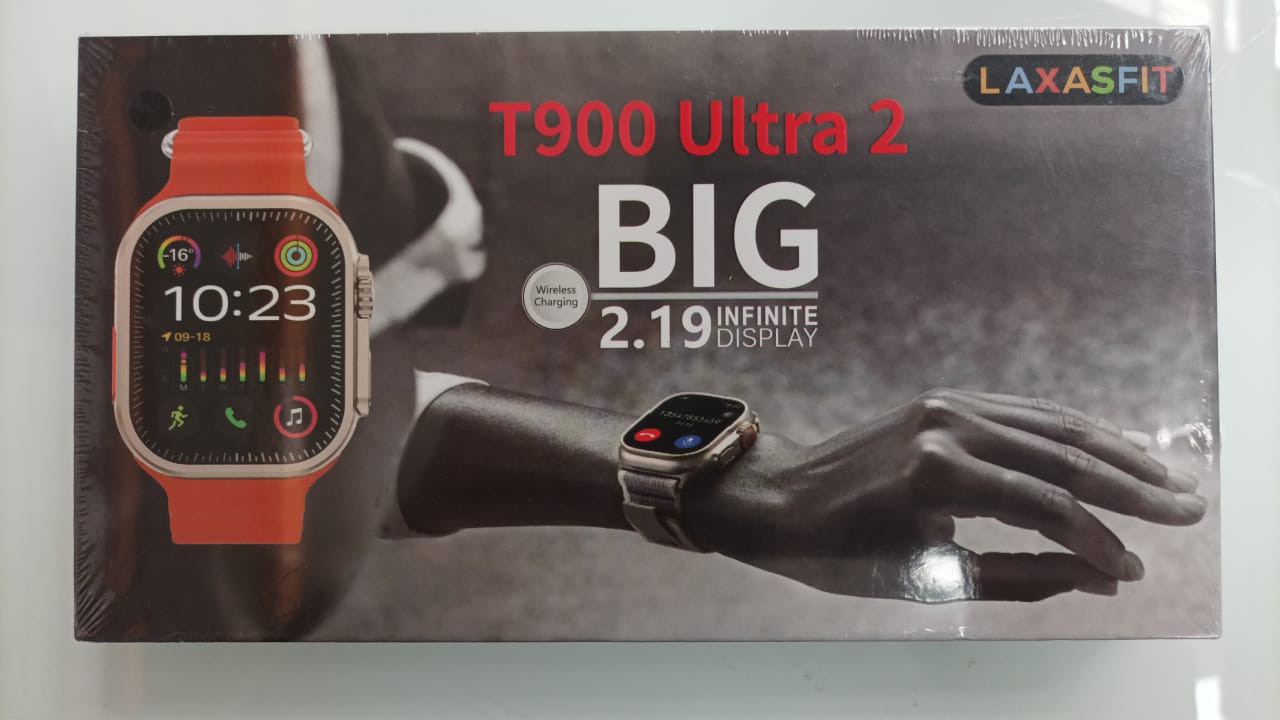 LAXASFIT
T900 Ultra 2
BIG
Wireless
Charging
2.19 INFINITE
DISPLAY
-16°
10:23
09-18
M